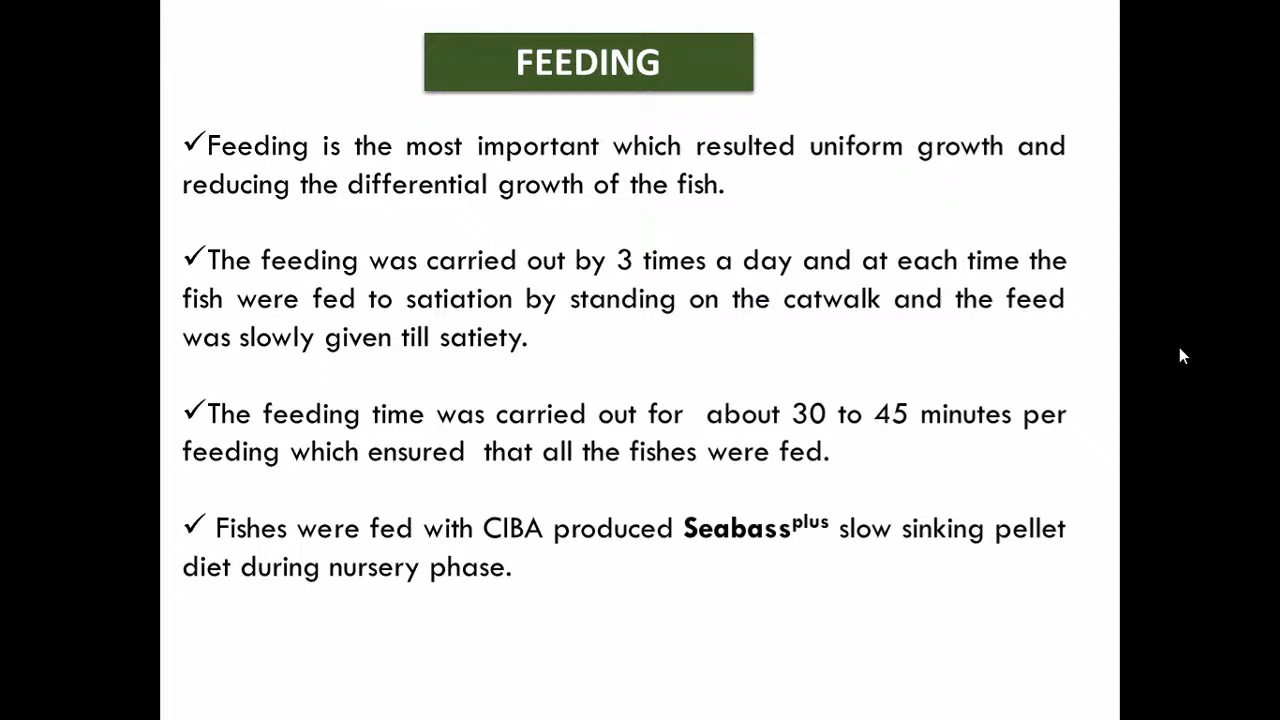 FEEDING
✓Feeding is the most important which resulted uniform growth and
reducing the differential growth of the fish.
✓The feeding was carried out by 3 times a day and at each time the
fish were fed to satiation by standing on the catwalk and the feed
was slowly given till satiety.
✓The feeding time was carried out for about 30 to 45 minutes per
feeding which ensured that all the fishes were fed.
✓ Fishes were fed with CIBA produced Seabassplus slow sinking pellet
diet during nursery phase.